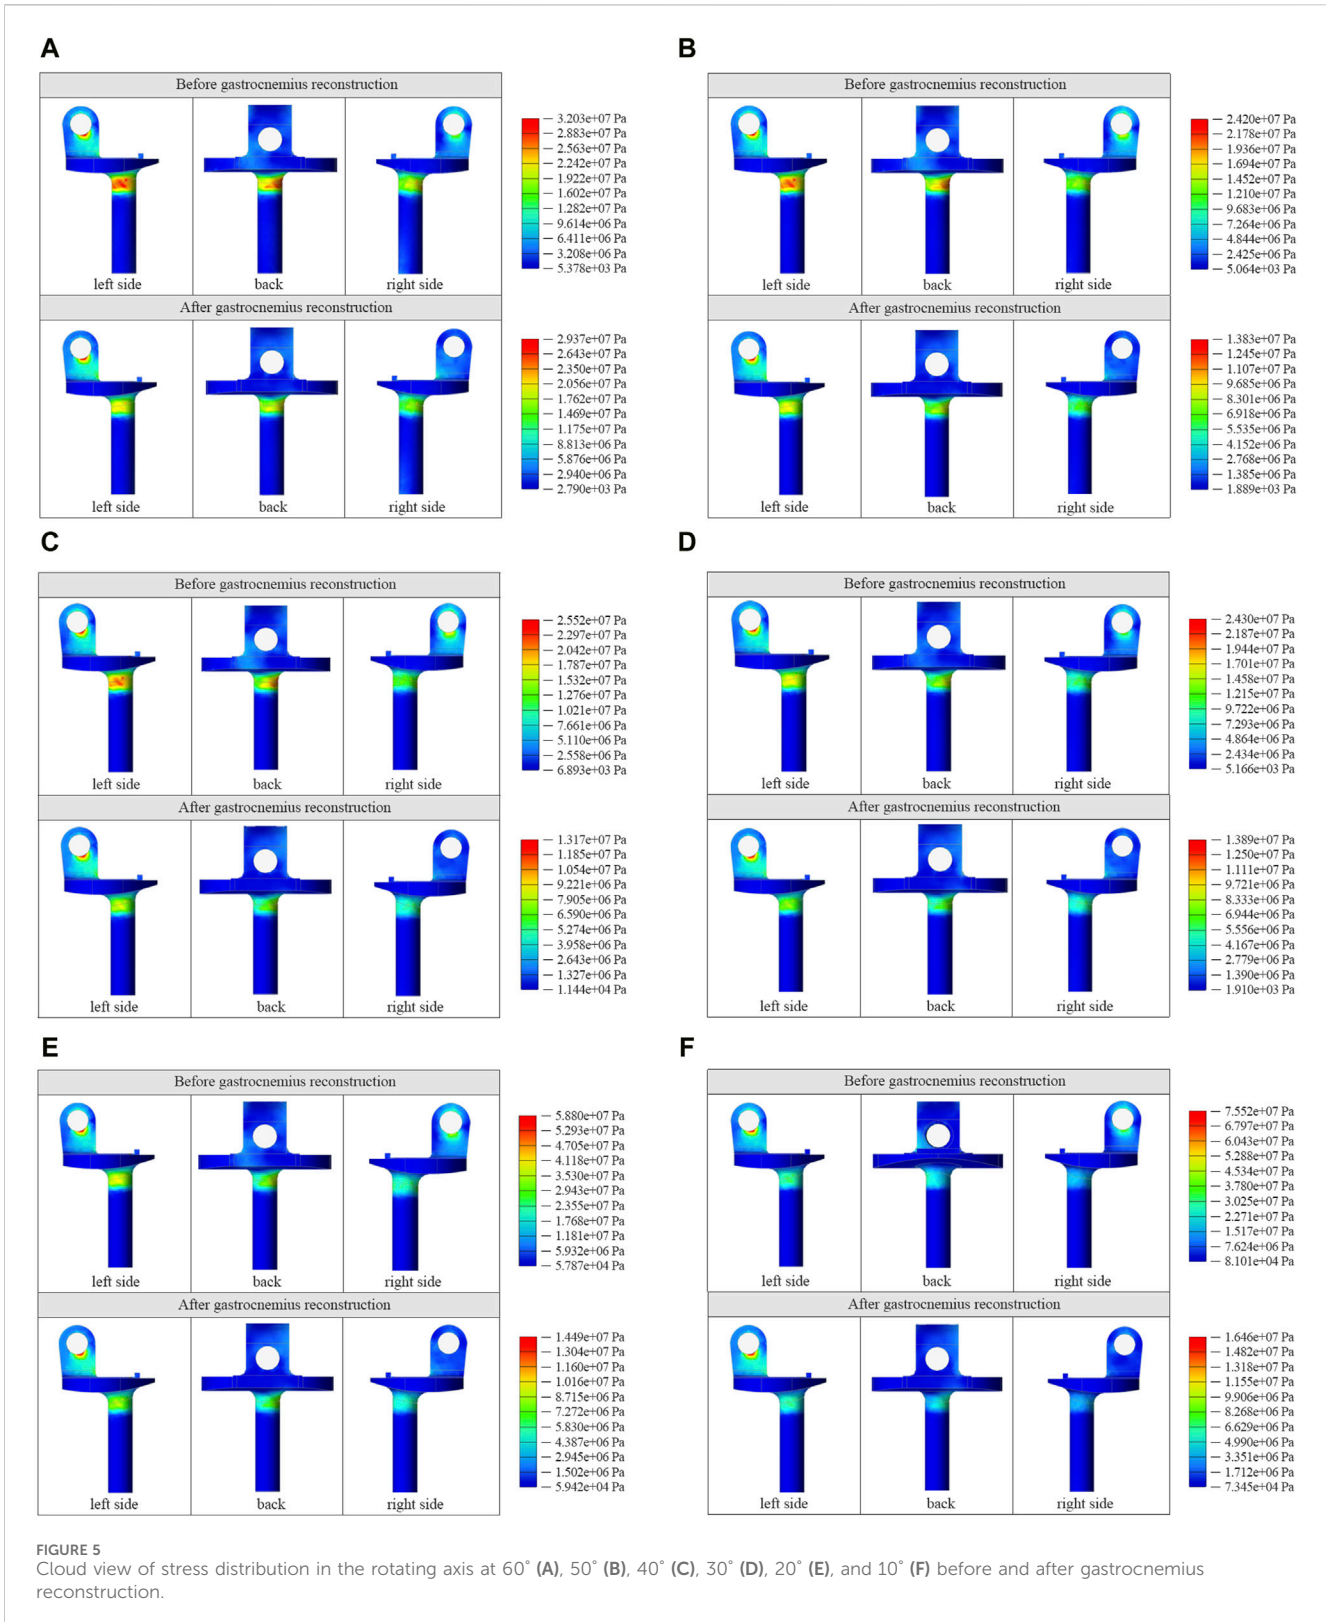 A
Before gastrocnemius reconstruction
3.203e+07 Pa
2.883e+07 Pa
2.563e+07 Pa
2.242e+07 Pa
1.922e+07 Pa
1.602e+07 Pa
1.282e+07 Pa
9.614e+06 Pa
6.411e+06 Pa
3.208e+06 Pa
5.378e+03 Pa
left side back right side
After gastrocnemius reconstruction
2.937e+07 Pa
2.643e+07 Pa
2.350e+07 Pa
2.056e+07 Pa
1.762e+07 Pa
1.469e+07 Pa
1.175e+07 Pa
8.813e+06 Pa
5.876e+06 Pa
2.940e+06 Pa
2.790e+03 Pa
left side back right side
B
Before gastrocnemius reconstruction
2.420e+07 Pa
2.178e+07 Pa
1.936e+07 Pa
1.694e+07 Pa
1.452e+07 Pa
1.210e+07 Pa
9.683e+06 Pa
7.264e+06 Pa
4.844e+06 Pa
2.425e+06 Pa
5.064e+03 Pa
left side back right side
After gastrocnemius reconstruction
1.383e+07 Pa
1.245e+07 Pa
1.107e+07 Pa
9.685e+06 Pa
8.301e+06 Pa
6.918e+06 Pa
5.535e+06 Pa
4.152e+06 Pa
2.768e+06 Pa
1.385e+06 Pa
1.889e+03 Pa
left side back right side
C
Before gastrocnemius reconstruction
2.552e+07 Pa
2.297e+07 Pa
2.042e+07 Pa
1.787e+07 Pa
1.532e+07 Pa
1.276e+07 Pa
1.021e+07 Pa
7.661e+06 Pa
5.110e+06 Pa
2.558e+06 Pa
6.893e+03 Pa
left side back right side
After gastrocnemius reconstruction
1.317e+07 Pa
1.185e+07 Pa
1.054e+07 Pa
9.221e+06 Pa
7.905e+06 Pa
6.590e+06 Pa
5.274e+06 Pa
3.958e+06 Pa
2.643e+06 Pa
1.327e+06 Pa
1.144e+04 Pa
left side back right side
D
Before gastrocnemius reconstruction
2.430e+07 Pa
2.187e+07 Pa
1.944e+07 Pa
1.701e+07 Pa
1.458e+07 Pa
1.215e+07 Pa
9.722e+06 Pa
7.293e+06 Pa
4.864e+06 Pa
2.434e+06 Pa
5.166e+03 Pa
left side back right side
After gastrocnemius reconstruction
1.389e+07 Pa
1.250e+07 Pa
1.111e+07 Pa
9.721e+06 Pa
8.333e+06 Pa
6.944e+06 Pa
5.556e+06 Pa
4.167e+06 Pa
2.779e+06 Pa
1.390e+06 Pa
1.910e+03 Pa
left side back right side
E
Before gastrocnemius reconstruction
5.880e+07 Pa
5.293e+07 Pa
4.705e+07 Pa
4.118e+07 Pa
3.530e+07 Pa
2.943e+07 Pa
2.355e+07 Pa
1.768e+07 Pa
1.181e+07 Pa
5.932e+06 Pa
5.787e+04 Pa
left side back right side
After gastrocnemius reconstruction
1.449e+07 Pa
1.304e+07 Pa
1.160e+07 Pa
1.016e+07 Pa
8.715e+06 Pa
7.272e+06 Pa
5.830e+06 Pa
4.387e+06 Pa
2.945e+06 Pa
1.502e+06 Pa
5.942e+04 Pa
left side back right side
F
Before gastrocnemius reconstruction
7.552e+07 Pa
6.797e+07 Pa
6.043e+07 Pa
5.288e+07 Pa
4.534e+07 Pa
3.780e+07 Pa
3.025e+07 Pa
2.271e+07 Pa
1.517e+07 Pa
7.624e+06 Pa
8.101e+04 Pa
left side back right side
After gastrocnemius reconstruction
1.646e+07 Pa
1.482e+07 Pa
1.318e+07 Pa
1.155e+07 Pa
9.906e+06 Pa
8.268e+06 Pa
6.629e+06 Pa
4.990e+06 Pa
3.351e+06 Pa
1.712e+06 Pa
7.345e+04 Pa
left side back right side
FIGURE 5
Cloud view of stress distribution in the rotating axis at 60° (A), 50° (B), 40° (C), 30° (D), 20° (E), and 10° (F) before and after gastrocnemius
reconstruction.